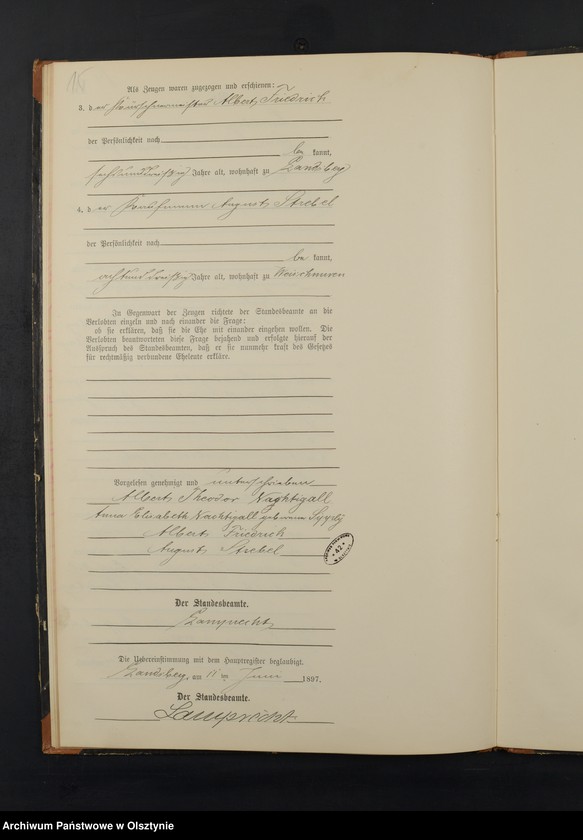 Als Zeugen waren zugezogen und erschienen:
3. der Albert Friedrich
der Persönlichkeit nach
be kannt,
sechsunddreißig Jahre alt, wohnhaft zu Landsberg
4. der Kaufmann August Strebel
der Persönlichkeit nach
be kannt,
achtunddreißig Jahre alt, wohnhaft zu
In Gegenwart der Zeugen richtete der Standesbeamte an die
Verlobten einzeln und nach einander die Frage:
ob sie erklären, daß sie die Ehe mit einander eingehen wollen. Die
Verlobten beantworteten diese Frage bejahend und erfolgte hierauf der
Ausspruch des Standesbeamten, daß er sie nunmehr kraft des Gesetzes
für rechtmäßig verbundene Eheleute erkläre.
Vorgelesen genehmigt und unterschrieben
Albert Theodor Nachtigall
Anna Elisabeth Nachtigall geborene
Albert Friedrich
August Strebel
Der Standesbeamte.
Lamprecht
Die Uebereinstimmung mit dem Hauptregister beglaubigt.
Landsberg, am 11 ten Juni 1897.
Der Standesbeamte.
Lamprecht
Archiwum Państwowe w Olsztynie